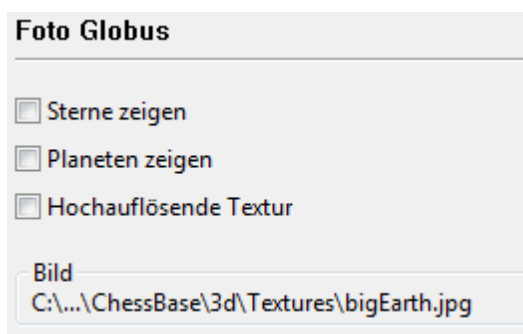 Foto Globus
Sterne zeigen
Planeten zeigen
Hochauflösende Textur
Bild
C:\...\ChessBase\3d\Textures\bigEarth.jpg